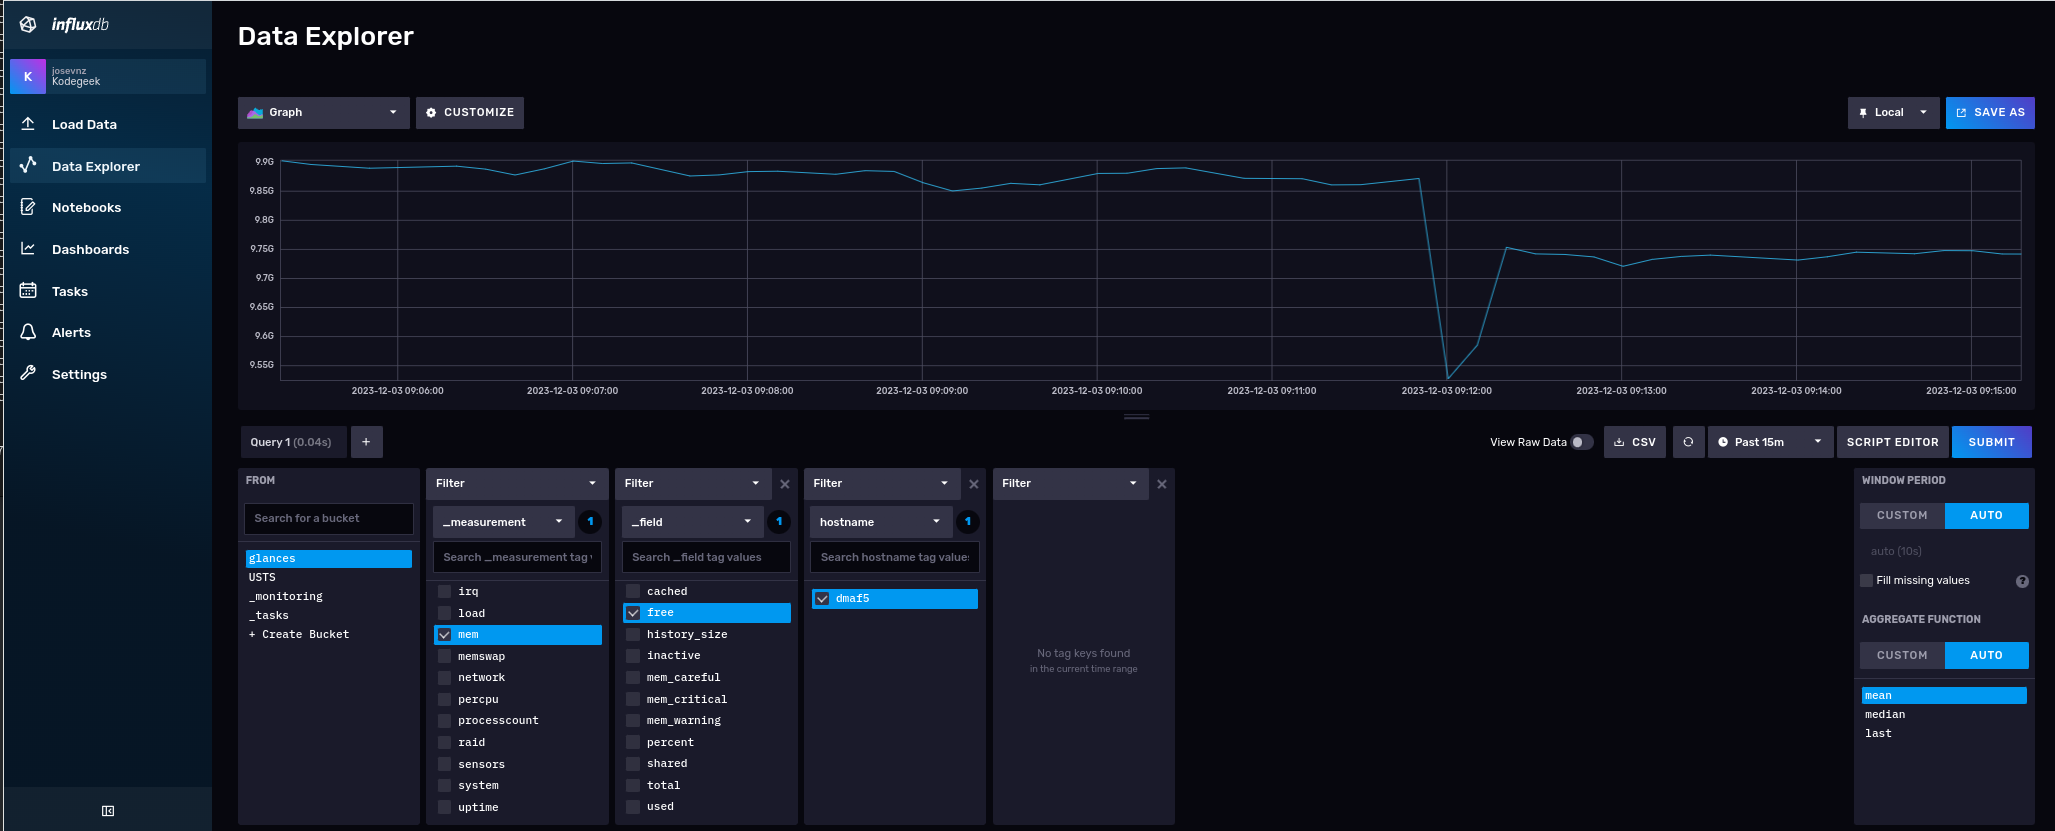 influxdb
K
josevnz
Kodegeek
Load Data
Data Explorer
Notebooks
Dashboards
Tasks
Alerts
Settings
Data Explorer
Graph
CUSTOMIZE
Local
SAVE AS
9.9G
9.85G
9.8G
9.75G
9.7G
9.65G
9.6G
9.55G
2023-12-03 09:06:00
2023-12-03 09:07:00
2023-12-03 09:08:00
2023-12-03 09:09:00
2023-12-03 09:10:00
2023-12-03 09:11:00
2023-12-03 09:12:00
2023-12-03 09:13:00
2023-12-03 09:14:00
2023-12-03 09:15:00
Query 1 (0.04s)
+
View Raw Data
CSV
Past 15m
SCRIPT EDITOR
SUBMIT
FROM
Search for a bucket
glances
USTS
_monitoring
_tasks
+ Create Bucket
Filter
_measurement
1
Search _measurement tag
irq
load
mem
memswap
network
percpu
processcount
raid
sensors
system
uptime
Filter
_field
1
Search _field tag values
cached
free
history_size
inactive
mem_careful
mem_critical
mem_warning
percent
shared
total
used
Filter
hostname
1
Search hostname tag values
dmaf5
Filter
No tag keys found
in the current time range
WINDOW PERIOD
CUSTOM
AUTO
auto (10s)
Fill missing values
?
AGGREGATE FUNCTION
CUSTOM
AUTO
mean
median
last